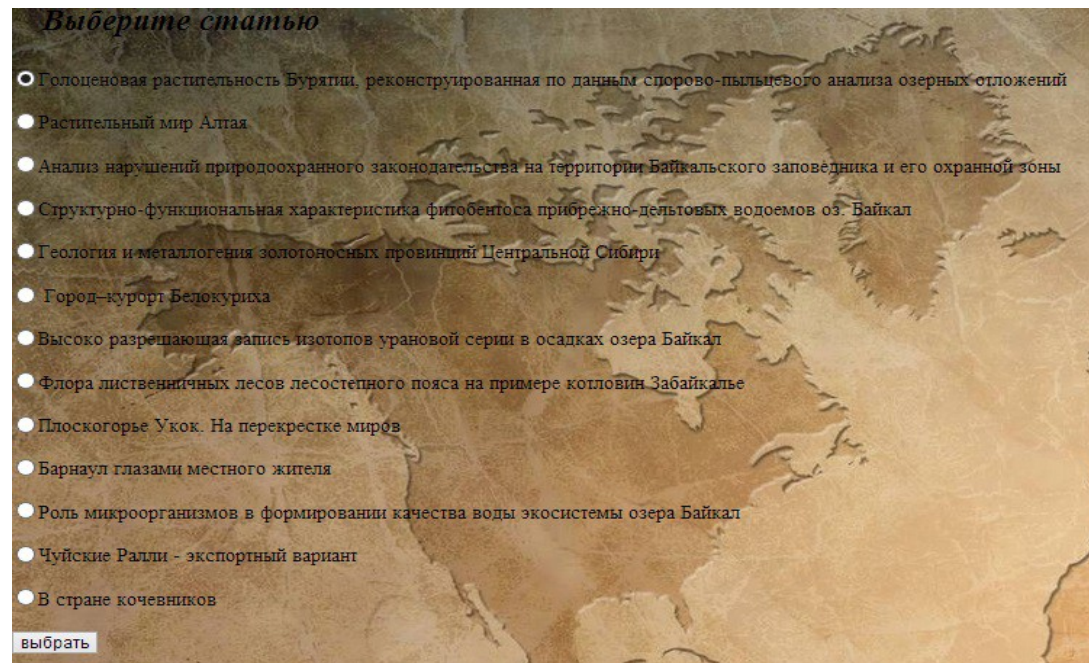 Выберите статью
Голоценовая растительность Бурятии, реконструированная по данным спорово-пыльцевого анализа озерных отложений
Растительный мир Алтая
Анализ нарушений природоохранного законодательства на территории Байкальского заповедника и его охранной зоны
Структурно-функциональная характеристика фитобентоса прибрежно-дельтовых водоемов оз. Байкал
Геология и металлогения золотоносных провинций Центральной Сибири
Город–курорт Белокуриха
Высоко разрешающая запись изотопов урановой серии в осадках озера Байкал
Флора лиственничных лесов лесостепного пояса на примере котловин Забайкалье
Плоскогорье Укок. На перекрестке миров
Барнаул глазами местного жителя
Роль микроорганизмов в формировании качества воды экосистемы озера Байкал
Чуйские Ралли - экспортный вариант
В стране кочевников
выбрать